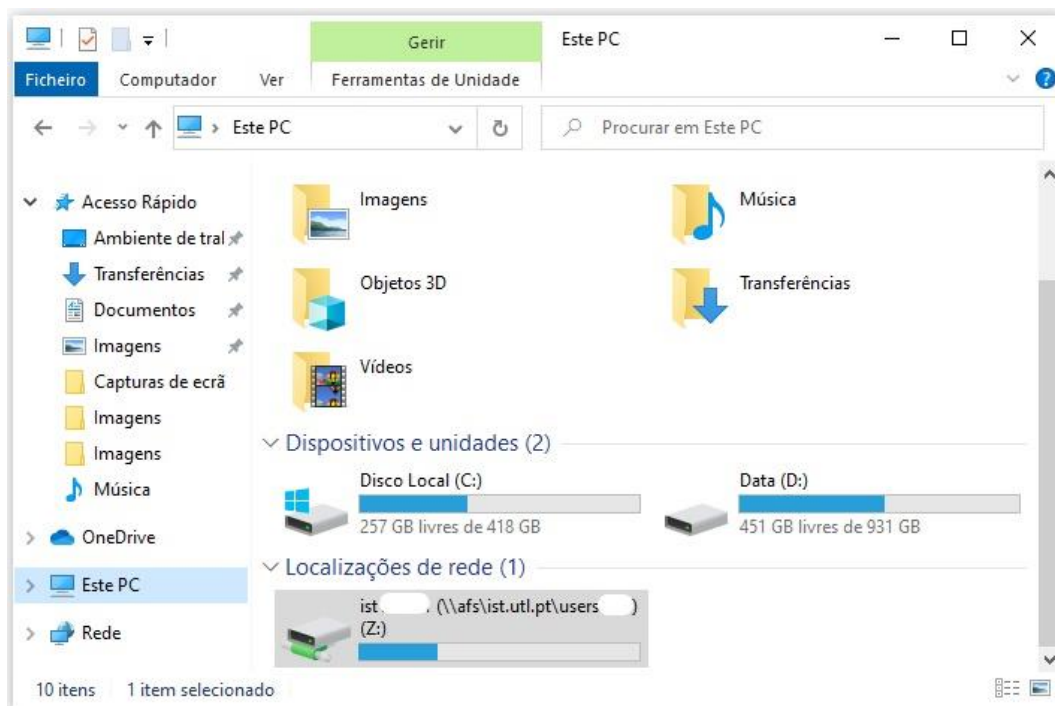 Gerir
Este PC
Ficheiro Computador Ver Ferramentas de Unidade
Este PC
Procurar em Este PC
Acesso Rápido
Ambiente de tral
Transferências
Documentos
Imagens
Capturas de ecrã
Imagens
Imagens
Música
OneDrive
Este PC
Rede
Imagens
Música
Objetos 3D
Transferências
Vídeos
Dispositivos e unidades (2)
Disco Local (C:)
257 GB livres de 418 GB
Data (D:)
451 GB livres de 931 GB
Localizações de rede (1)
ist (\\afs\ist.utl.pt\users )
(Z:)
10 itens 1 item selecionado